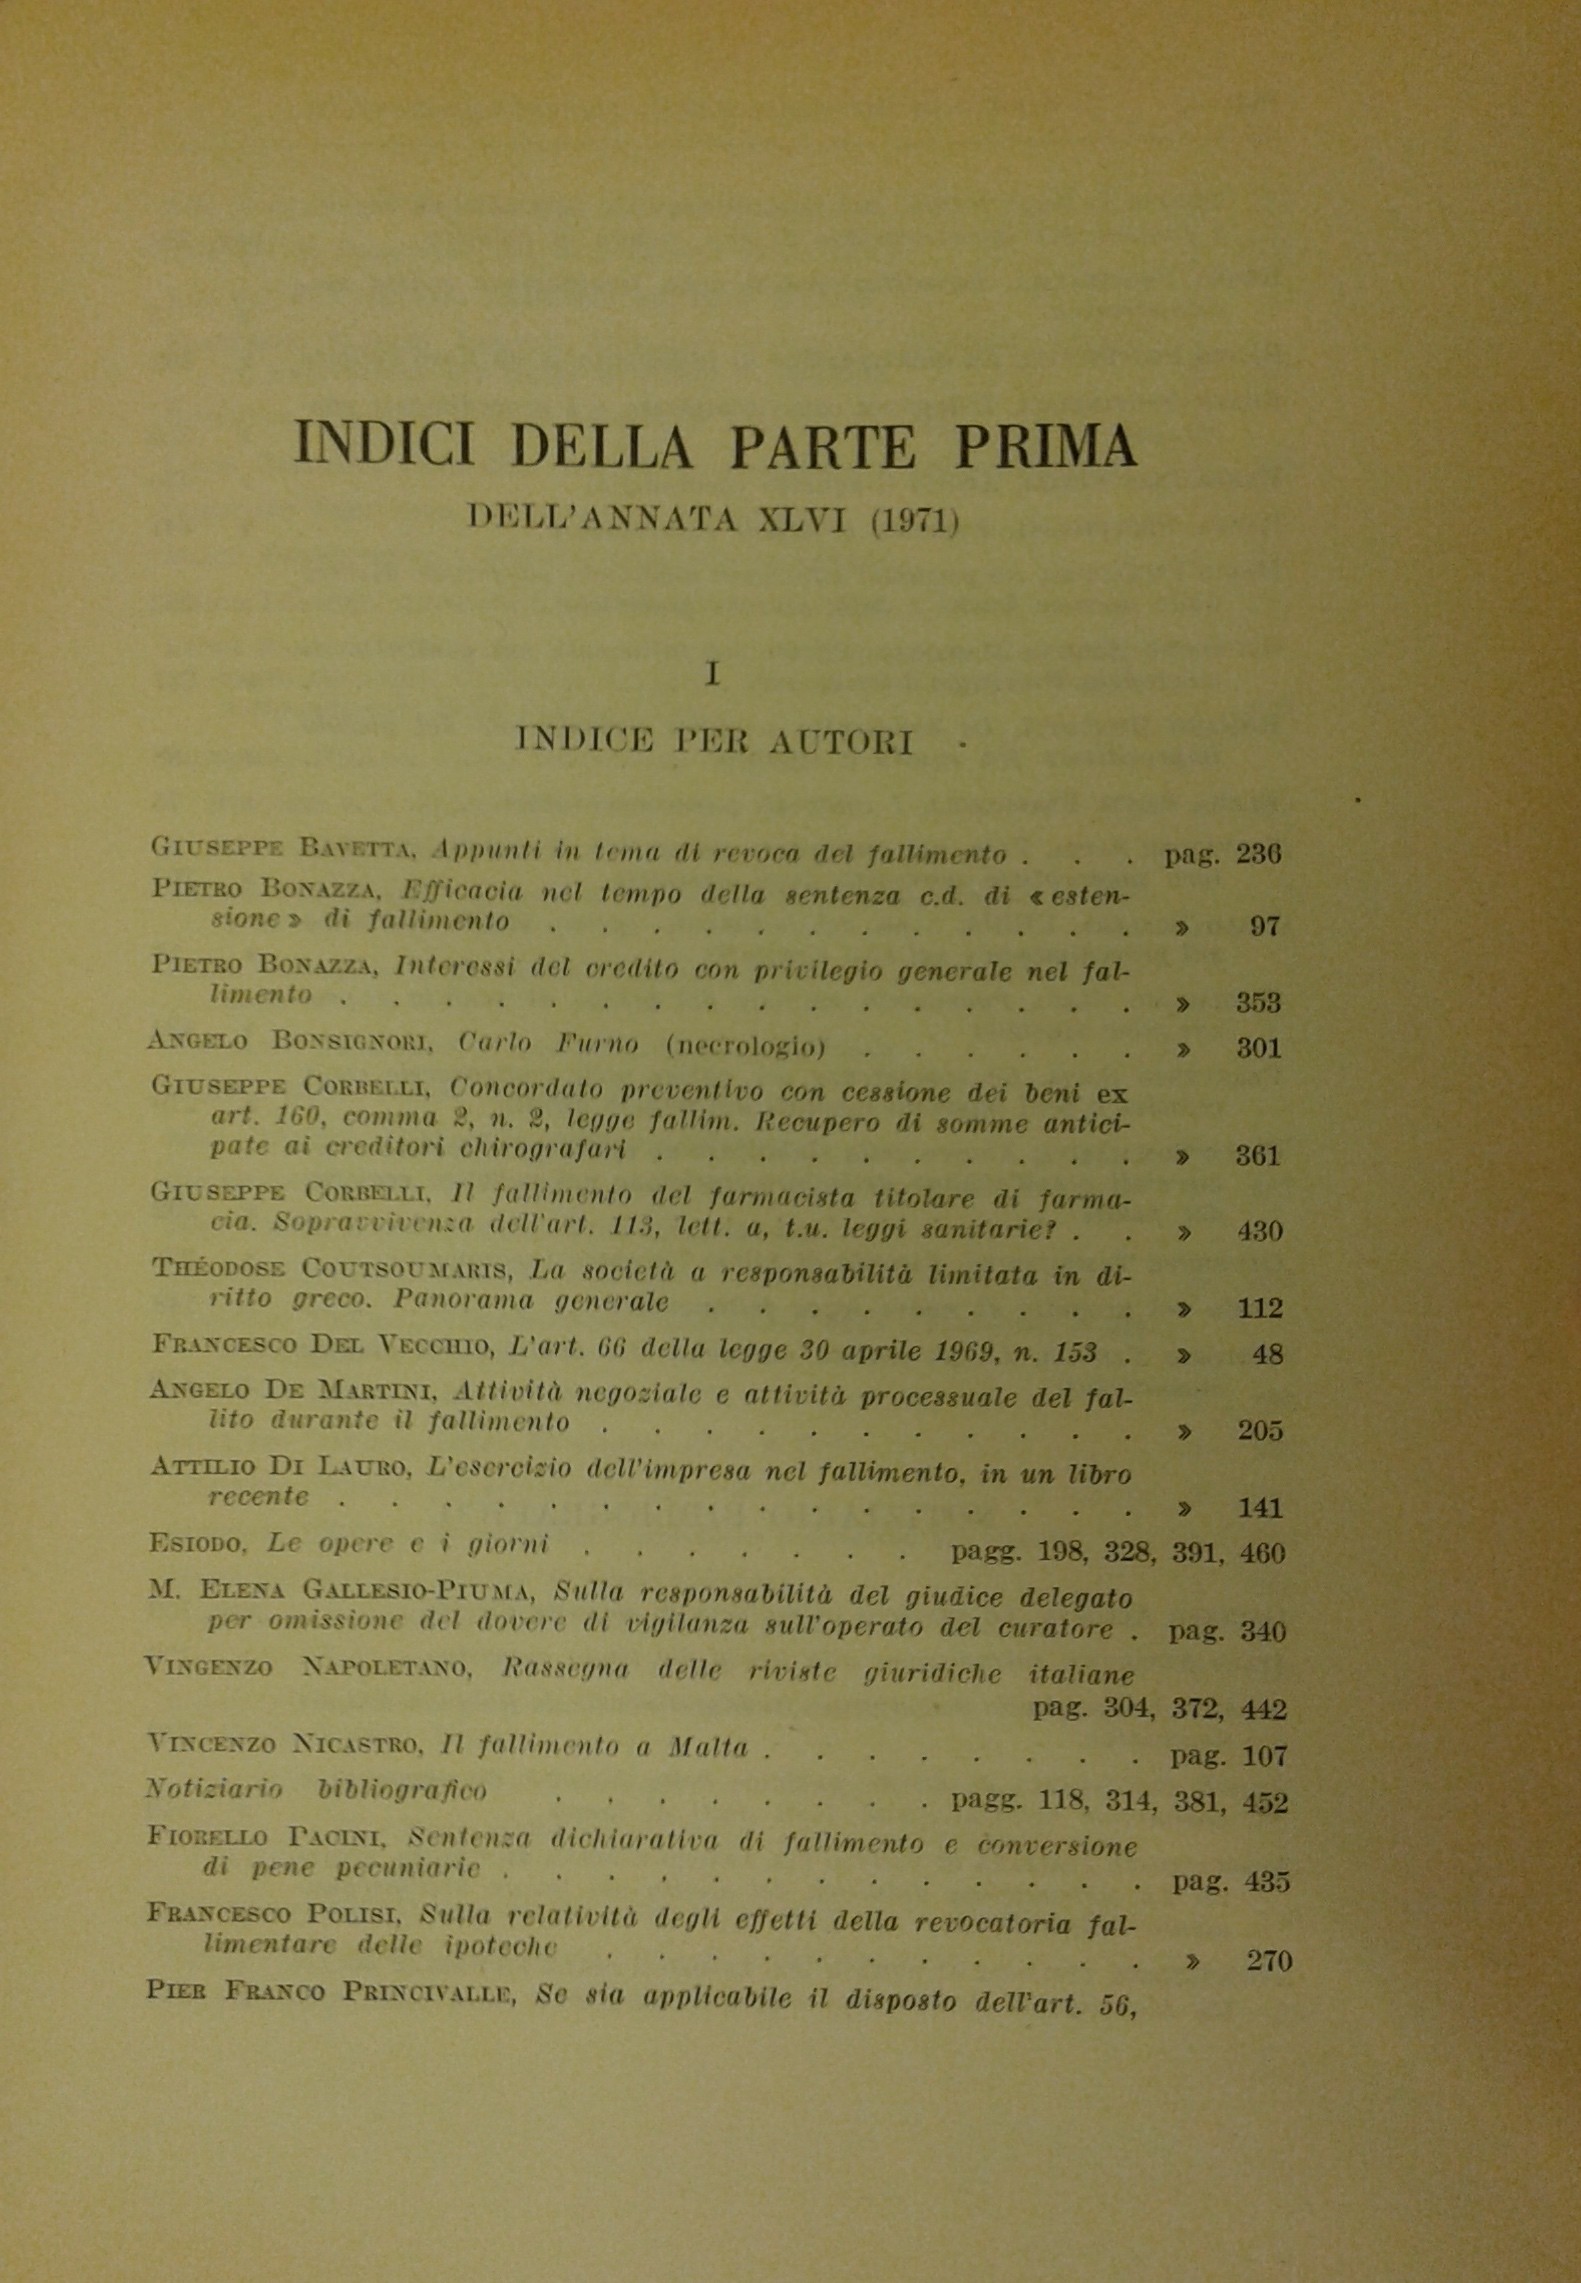 INDICI DELLA PARTE PRIMA
DELL'ANNATA XLVI (1971)
I
INDICE PER AUTORI
GIUSEPPE BAVETTA, Appunti in tema di revoca del fallimento . . . pag. 236
PIETRO BONAZZA, Efficacia nel tempo della sentenza c.d. di « esten-
sione » di fallimento . . . . . . . . . . . . » 97
PIETRO BONAZZA, Interessi del credito con privilegio generale nel fal-
limento . . . . . . . . . . . . . . . . » 353
ANGELO BONSIGNORI, Carlo Furno (necrologio) . . . . . . » 301
GIUSEPPE CORBELLI, Concordato preventivo con cessione dei beni ex
art. 160, comma 2, n. 2, legge fallim. Recupero di somme antici-
pate ai creditori chirografari . . . . . . . . . . » 361
GIUSEPPE CORBELLI, Il fallimento del farmacista titolare di farma-
cia. Sopravvivenza dell'art. 113, lett. a, t.u. leggi sanitarie? . . » 430
THÉODOSE COUTSOUMARIS, La società a responsabilità limitata in di-
ritto greco. Panorama generale . . . . . . . . . » 112
FRANCESCO DEL VECCHIO, L'art. 66 della legge 30 aprile 1969, n. 153 . » 48
ANGELO DE MARTINI, Attività negoziale e attività processuale del fal-
lito durante il fallimento . . . . . . . . . . . » 205
ATTILIO DI LAURO, L'esercizio dell'impresa nel fallimento, in un libro
recente . . . . . . . . . . . . . . . . » 141
ESIODO, Le opere e i giorni . . . . . . . pagg. 198, 328, 391, 460
M. ELENA GALLESIO-PIUMA, Sulla responsabilità del giudice delegato
per omissione del dovere di vigilanza sull'operato del curatore . pag. 340
VINGENZO NAPOLETANO, Rassegna delle riviste giuridiche italiane
pag. 304, 372, 442
VINCENZO NICASTRO, Il fallimento a Malta . . . . . . . . pag. 107
Notiziario bibliografico . . . . . . . . pagg. 118, 314, 381, 452
FIORELLO PACINI, Sentenza dichiarativa di fallimento e conversione
di pene pecuniarie . . . . . . . . . . . . . pag. 435
FRANCESCO POLISI, Sulla relatività degli effetti della revocatoria fal-
limentare delle ipoteche . . . . . . . . . . . » 270
PIER FRANCO PRINCIVALLE, Se sia applicabile il disposto dell'art. 56,